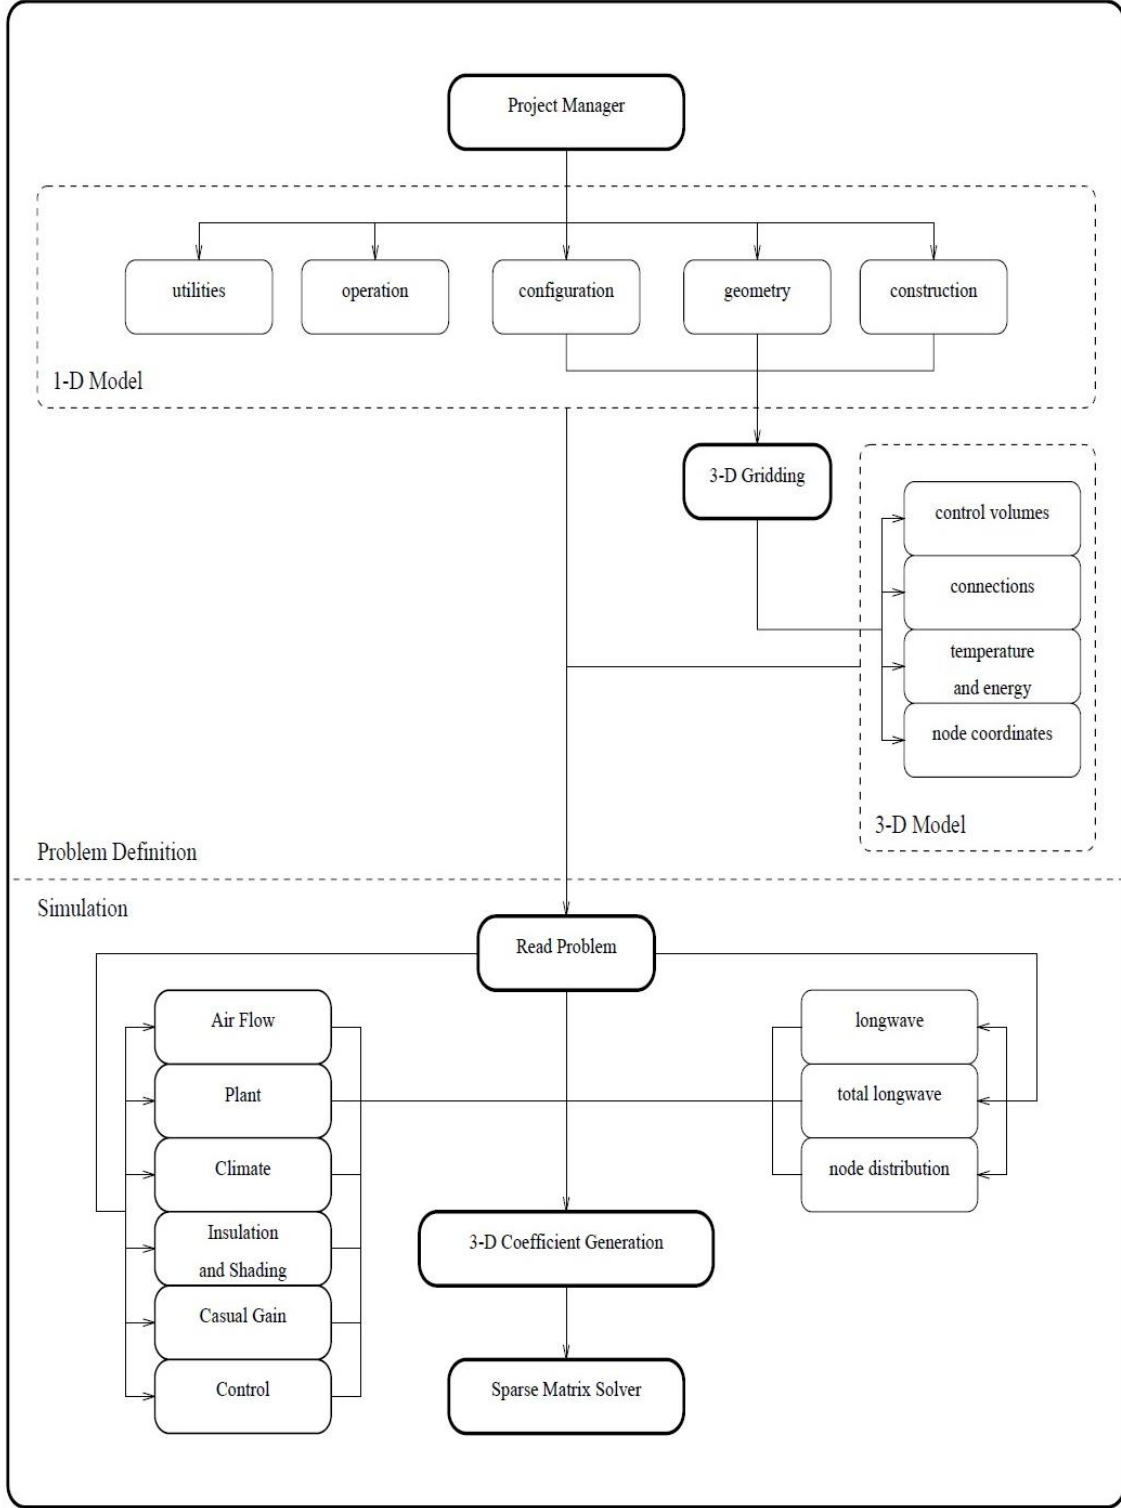 Project Manager
utilities
operation
configuration
geometry
construction
1-D Model
3-D Gridding
control volumes
connections
temperature
and energy
node coordinates
3-D Model
Problem Definition
Simulation
Read Problem
Air Flow
Plant
Climate
Insulation
and Shading
Casual Gain
Control
longwave
total longwave
node distribution
3-D Coefficient Generation
Sparse Matrix Solver